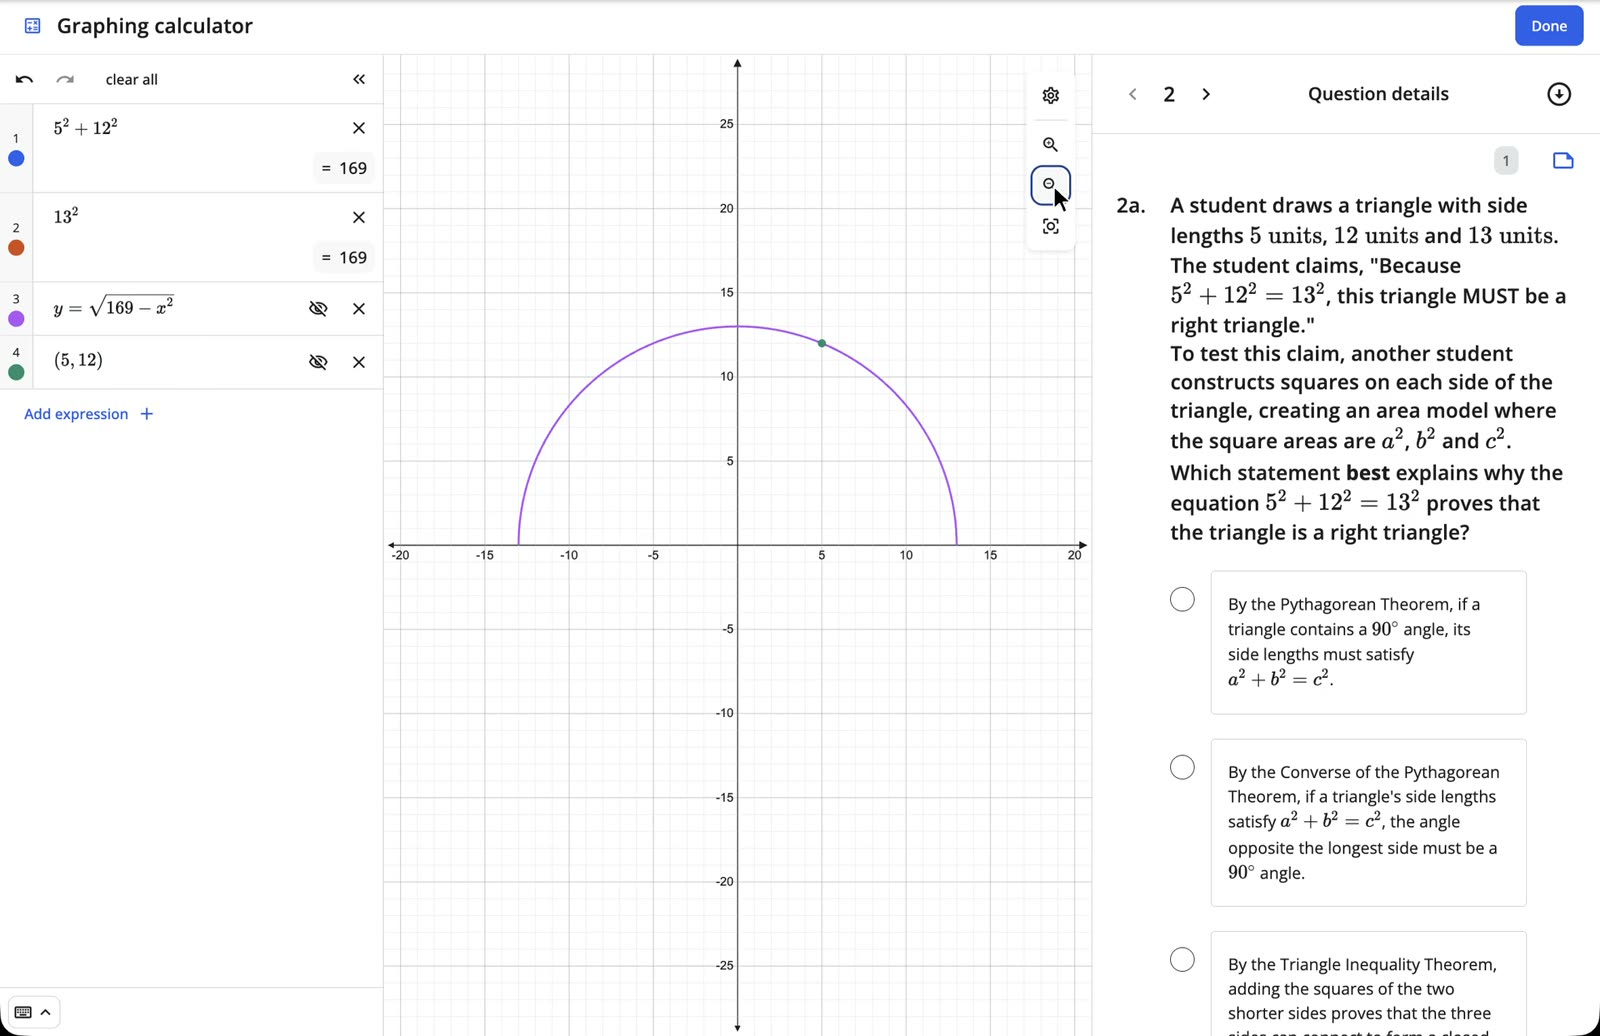 Graphing calculator
Done
clear all
1
5² + 12²
= 169
2
13²
= 169
3
y = √(169 − x²)
4
(5, 12)
Add expression +
25
20
15
10
5
-20
-15
-10
-5
5
10
15
20
-5
-10
-15
-20
-25
2
Question details
1
2a. A student draws a triangle with side
lengths 5 units, 12 units and 13 units.
The student claims, "Because
5² + 12² = 13², this triangle MUST be a
right triangle."
To test this claim, another student
constructs squares on each side of the
triangle, creating an area model where
the square areas are a², b² and c².
Which statement best explains why the
equation 5² + 12² = 13² proves that
the triangle is a right triangle?
By the Pythagorean Theorem, if a
triangle contains a 90° angle, its
side lengths must satisfy
a² + b² = c².
By the Converse of the Pythagorean
Theorem, if a triangle's side lengths
satisfy a² + b² = c², the angle
opposite the longest side must be a
90° angle.
By the Triangle Inequality Theorem,
adding the squares of the two
shorter sides proves that the three